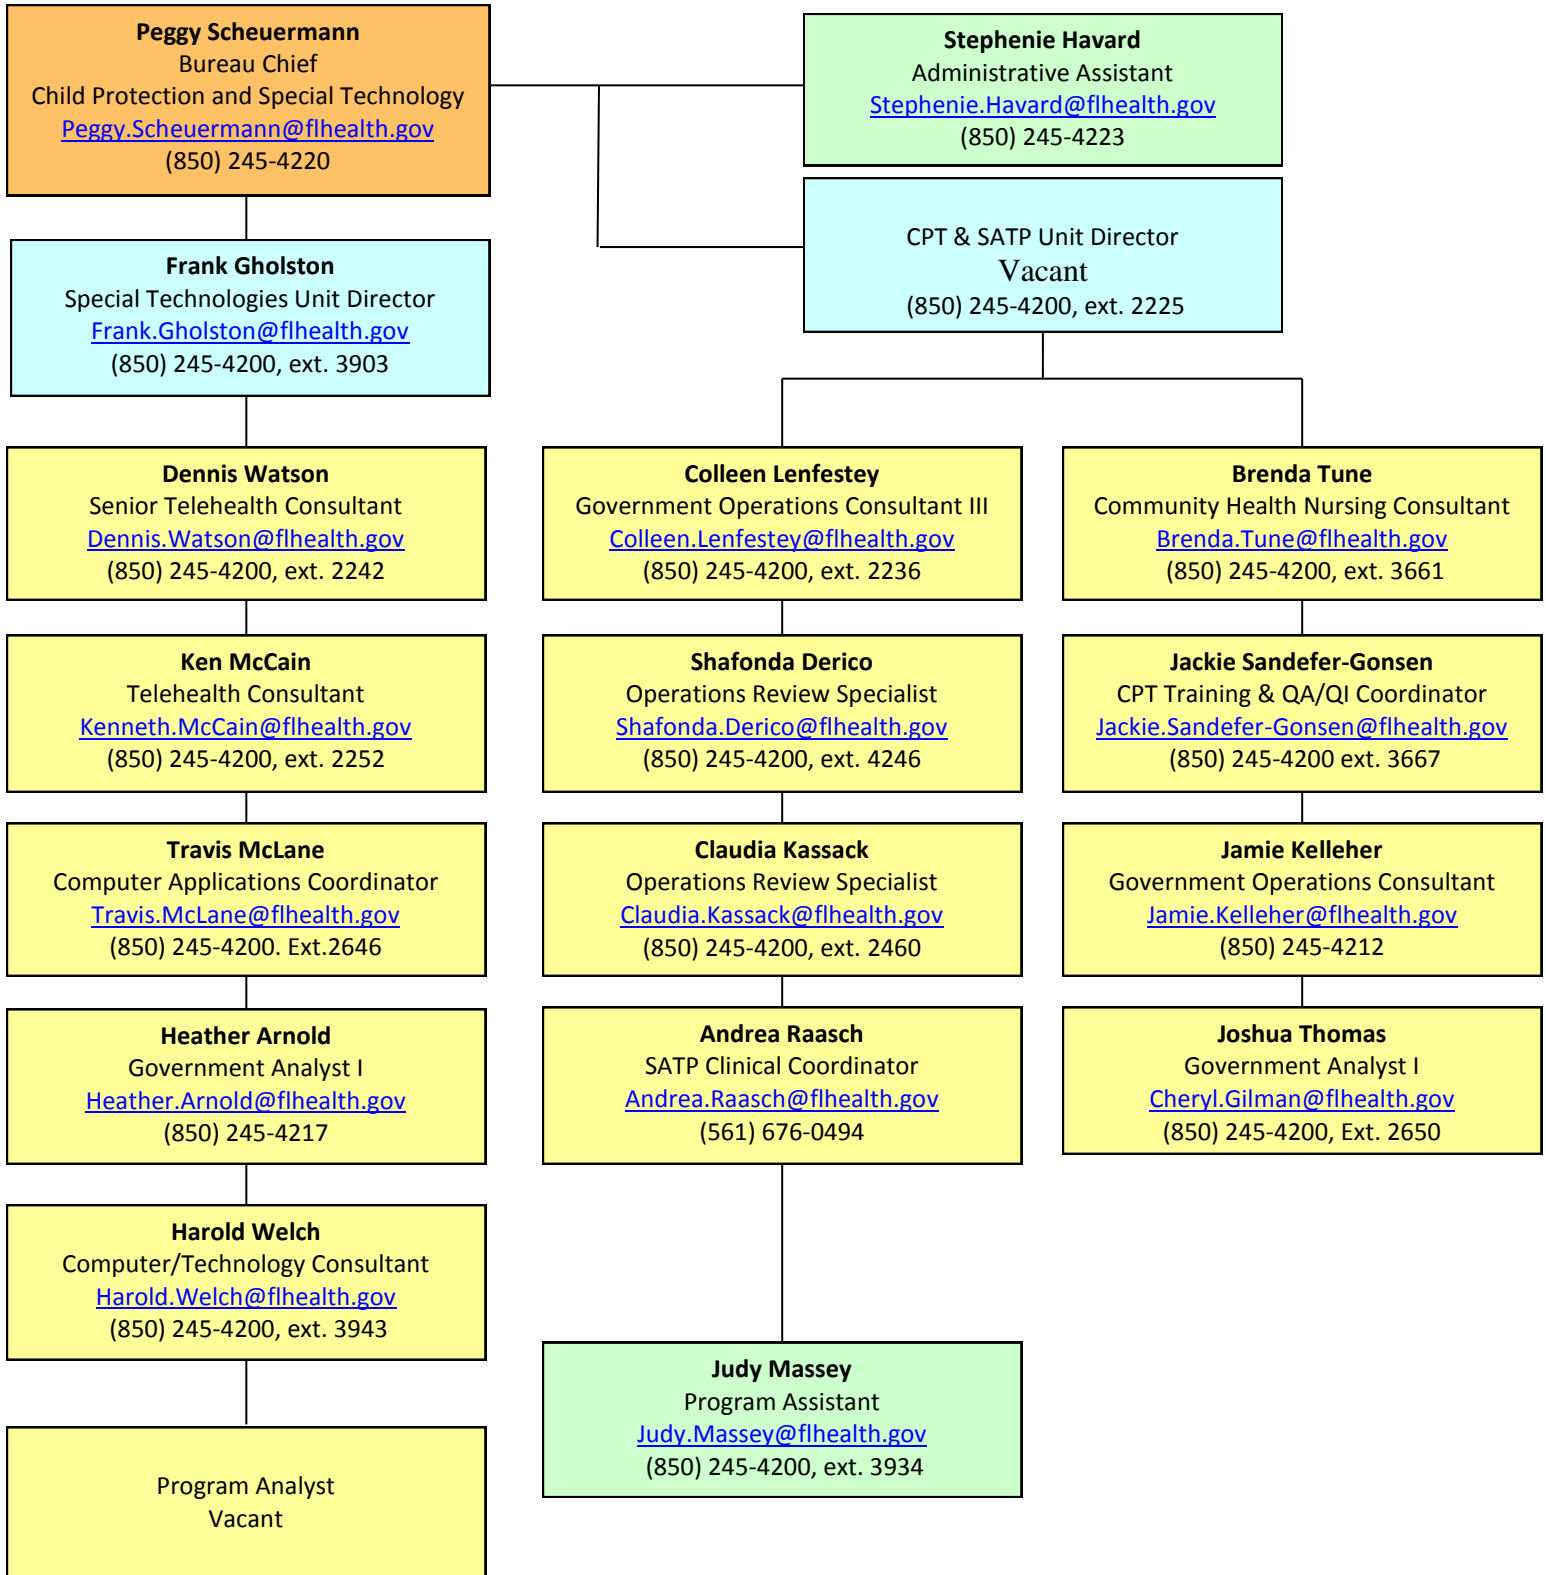 Peggy Scheuermann
Bureau Chief
Child Protection and Special Technology
Peggy.Scheuermann@flhealth.gov
(850) 245-4220
Stephenie Havard
Administrative Assistant
Stephenie.Havard@flhealth.gov
(850) 245-4223
CPT & SATP Unit Director
Vacant
(850) 245-4200, ext. 2225
Frank Gholston
Special Technologies Unit Director
Frank.Gholston@flhealth.gov
(850) 245-4200, ext. 3903
Dennis Watson
Senior Telehealth Consultant
Dennis.Watson@flhealth.gov
(850) 245-4200, ext. 2242
Ken McCain
Telehealth Consultant
Kenneth.McCain@flhealth.gov
(850) 245-4200, ext. 2252
Travis McLane
Computer Applications Coordinator
Travis.McLane@flhealth.gov
(850) 245-4200. Ext.2646
Heather Arnold
Government Analyst I
Heather.Arnold@flhealth.gov
(850) 245-4217
Harold Welch
Computer/Technology Consultant
Harold.Welch@flhealth.gov
(850) 245-4200, ext. 3943
Program Analyst
Vacant
Colleen Lenfestey
Government Operations Consultant III
Colleen.Lenfestey@flhealth.gov
(850) 245-4200, ext. 2236
Shafonda Derico
Operations Review Specialist
Shafonda.Derico@flhealth.gov
(850) 245-4200, ext. 4246
Claudia Kassack
Operations Review Specialist
Claudia.Kassack@flhealth.gov
(850) 245-4200, ext. 2460
Andrea Raasch
SATP Clinical Coordinator
Andrea.Raasch@flhealth.gov
(561) 676-0494
Judy Massey
Program Assistant
Judy.Massey@flhealth.gov
(850) 245-4200, ext. 3934
Brenda Tune
Community Health Nursing Consultant
Brenda.Tune@flhealth.gov
(850) 245-4200, ext. 3661
Jackie Sandefer-Gonsen
CPT Training & QA/QI Coordinator
Jackie.Sandefer-Gonsen@flhealth.gov
(850) 245-4200 ext. 3667
Jamie Kelleher
Government Operations Consultant
Jamie.Kelleher@flhealth.gov
(850) 245-4212
Joshua Thomas
Government Analyst I
Cheryl.Gilman@flhealth.gov
(850) 245-4200, Ext. 2650